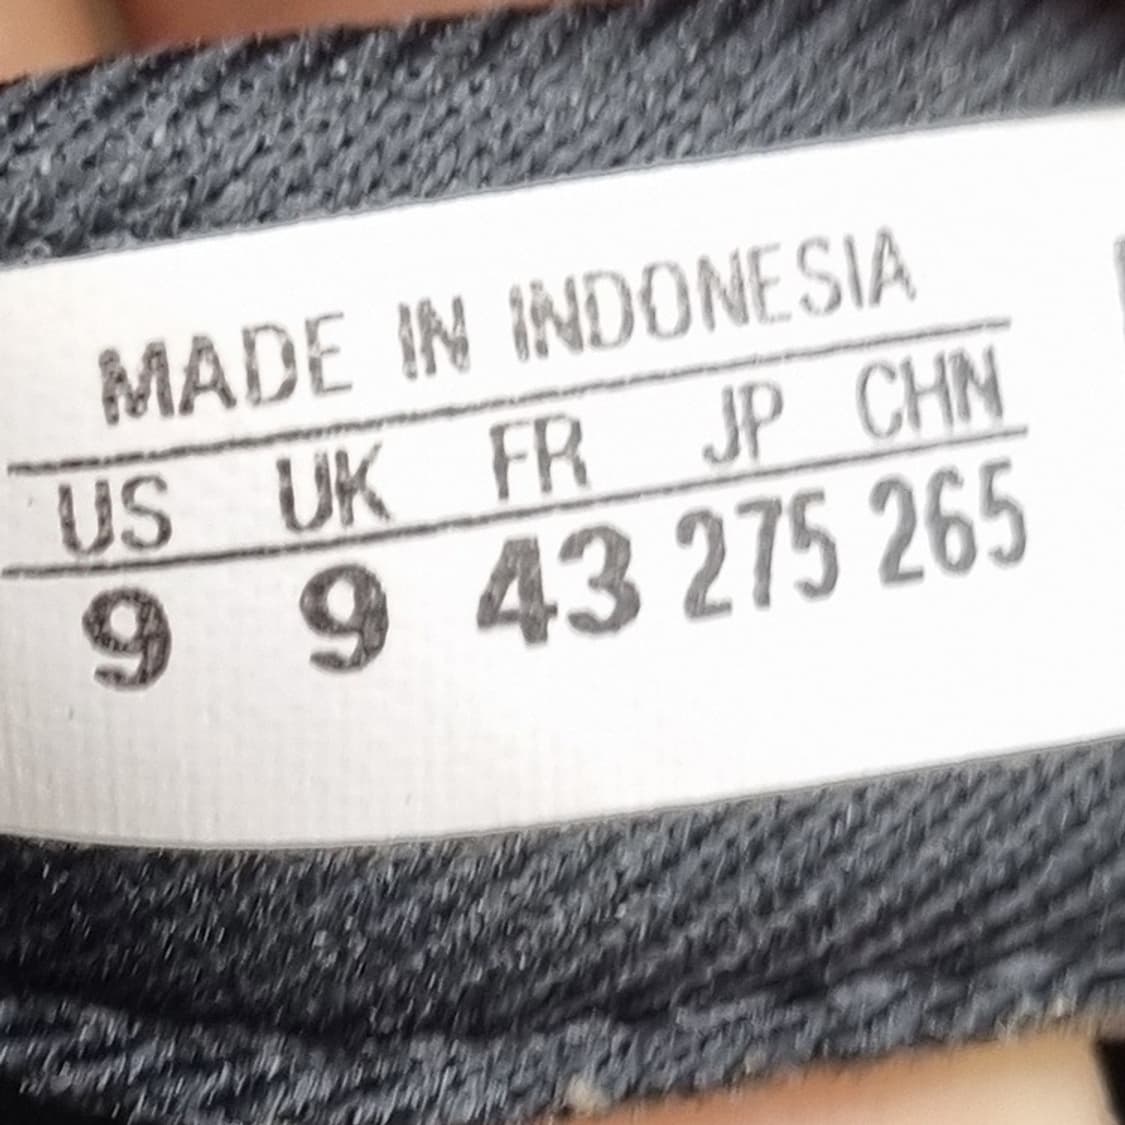 MADE IN INDONESIA
US UK FR JP CHN
9 9 43 275 265